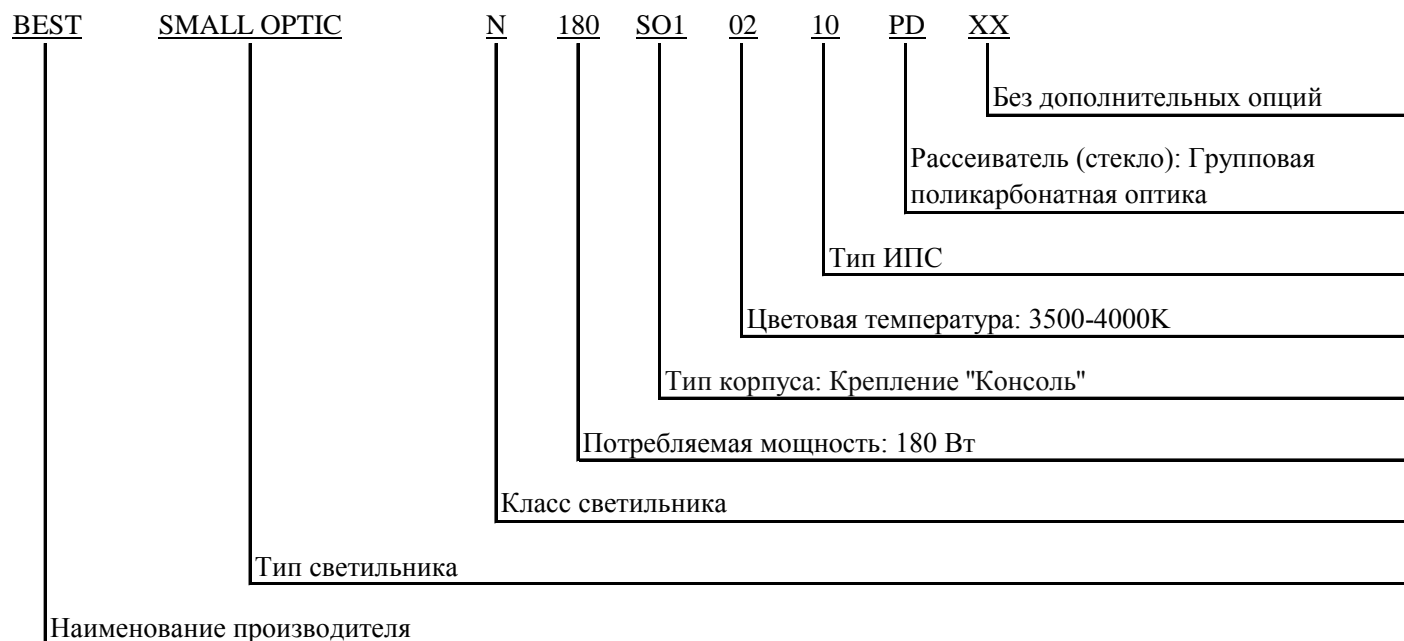 BEST SMALL OPTIC N 180 SO1 02 10 PD XX
Без дополнительных опций
Рассеиватель (стекло): Групповая
поликарбонатная оптика
Тип ИПС
Цветовая температура: 3500-4000K
Тип корпуса: Крепление "Консоль"
Потребляемая мощность: 180 Вт
Класс светильника
Тип светильника
Наименование производителя